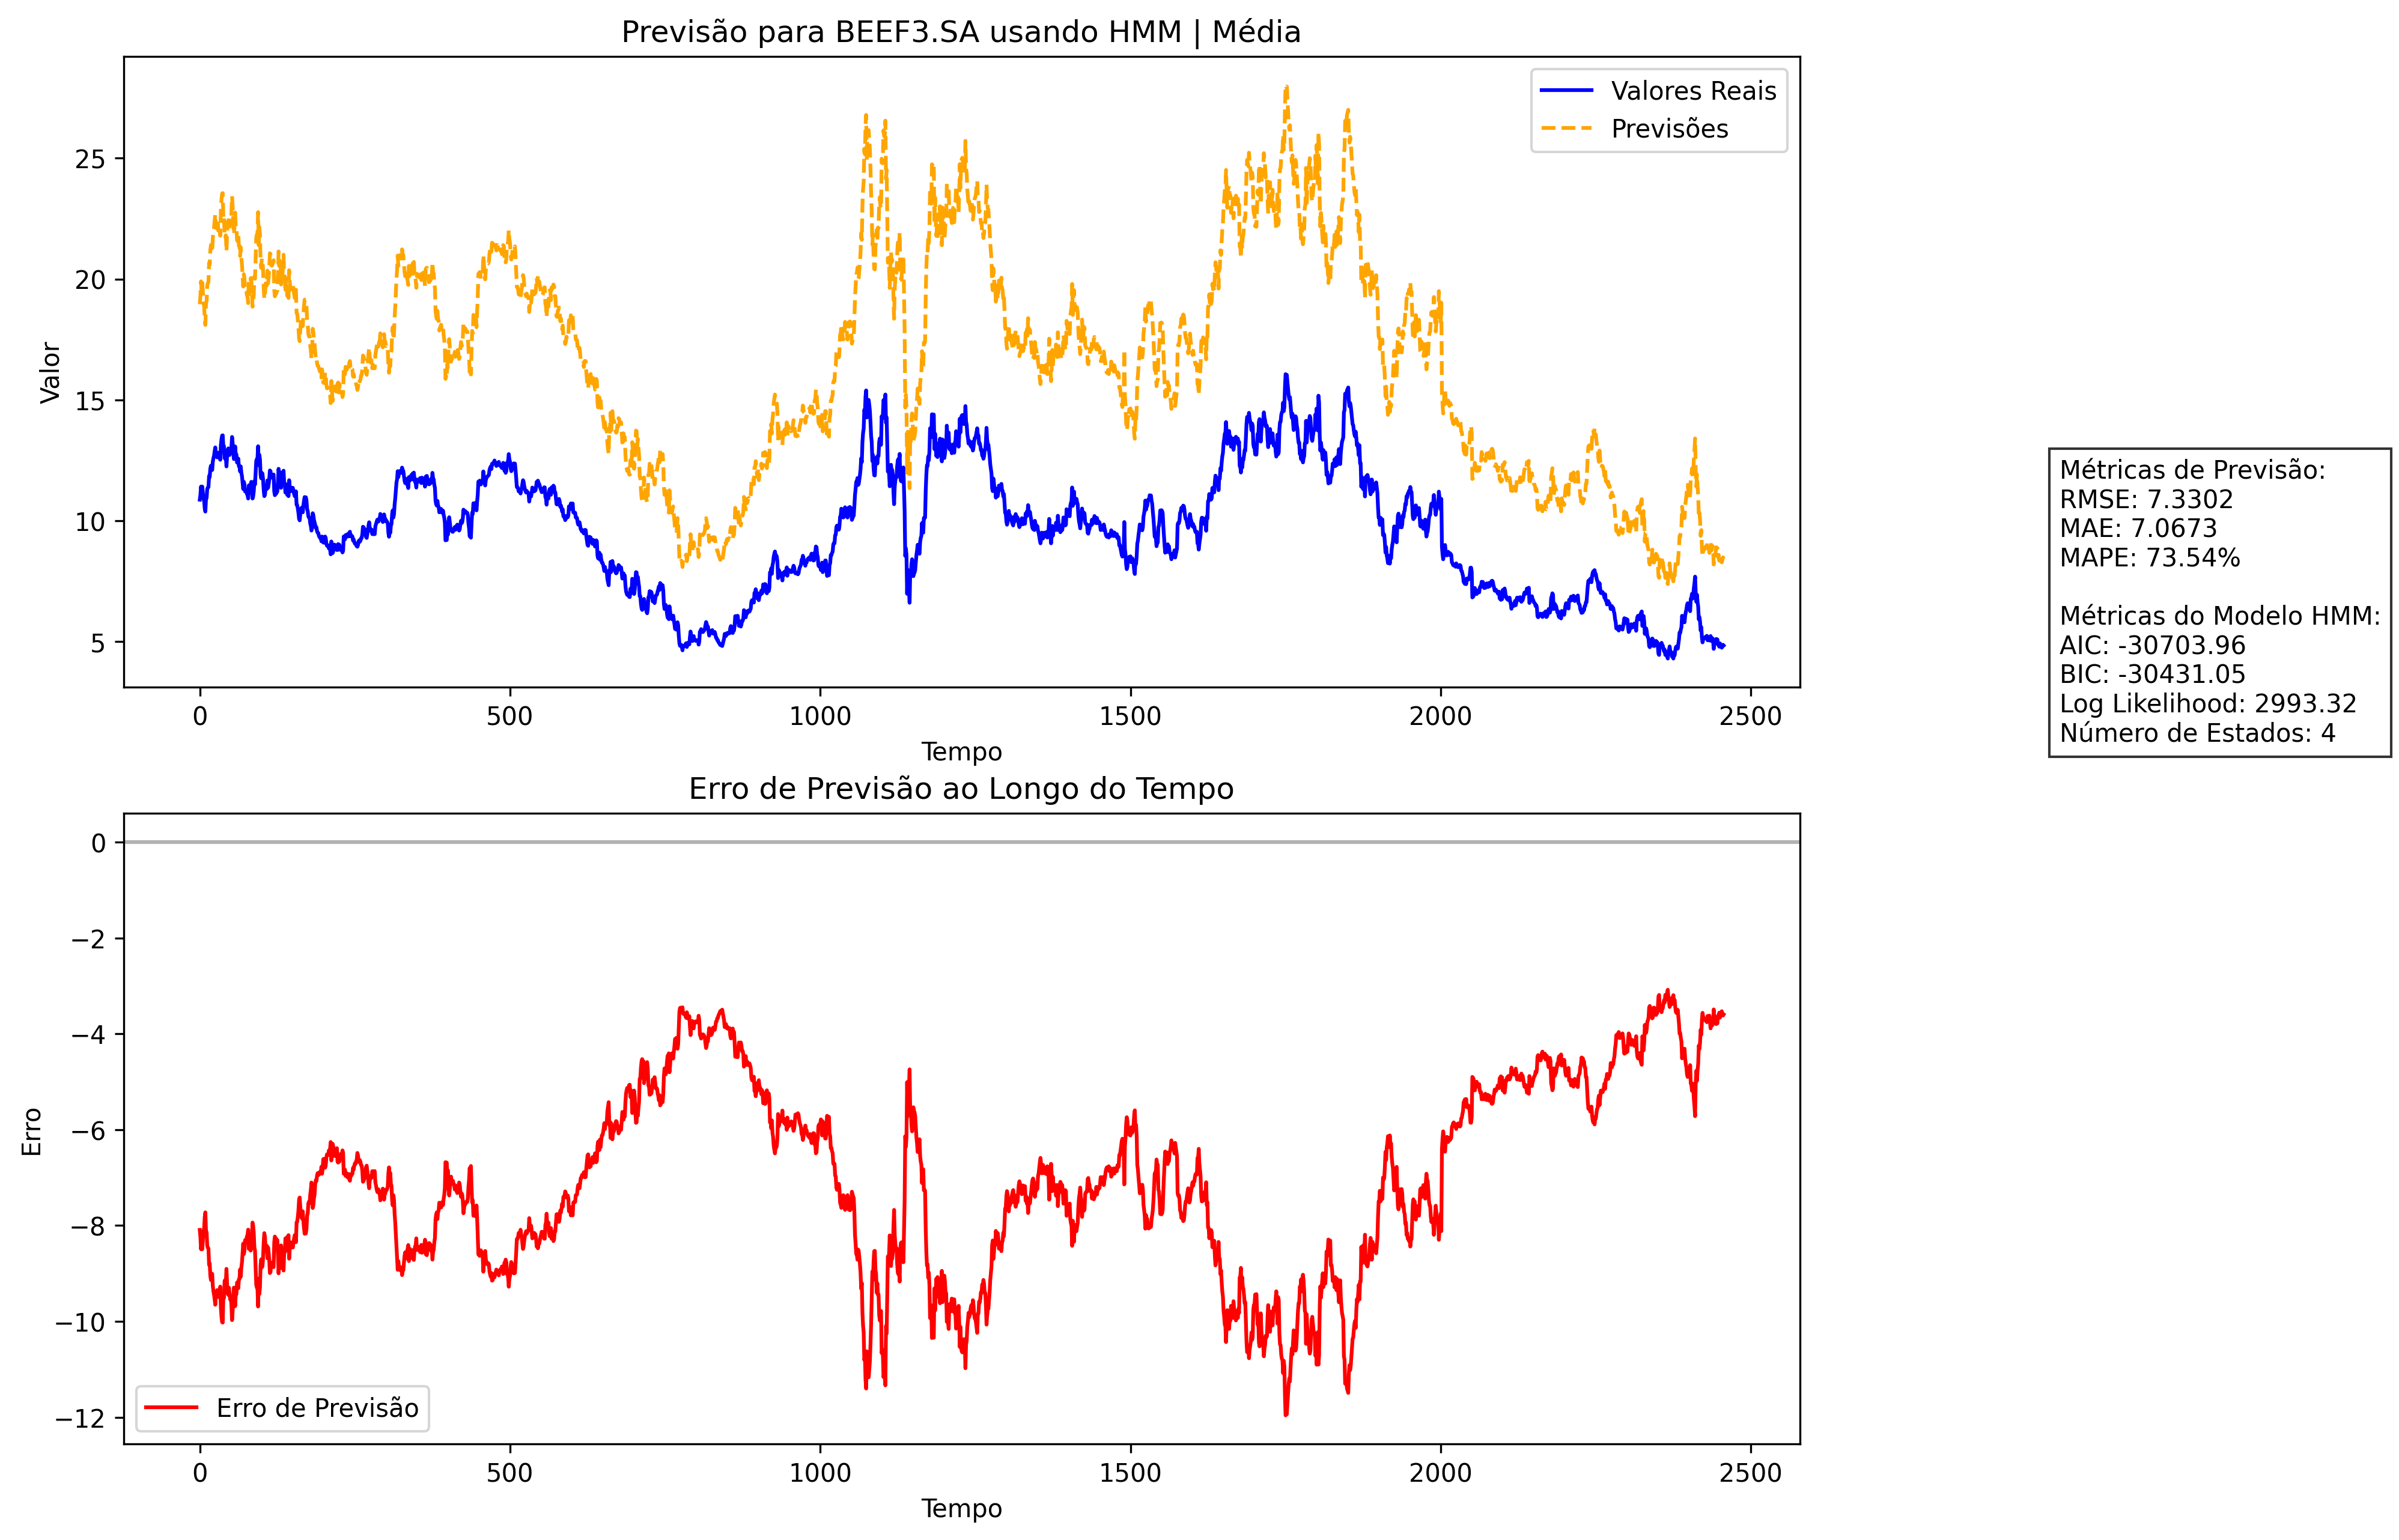 Previsão para BEEF3.SA usando HMM | Média
Valores Reais
Previsões
Valor
25
20
15
10
5
0 500 1000 1500 2000 2500
Tempo
Métricas de Previsão:
RMSE: 7.3302
MAE: 7.0673
MAPE: 73.54%
Métricas do Modelo HMM:
AIC: -30703.96
BIC: -30431.05
Log Likelihood: 2993.32
Número de Estados: 4
Erro de Previsão ao Longo do Tempo
Erro
0
−2
−4
−6
−8
−10
−12
Erro de Previsão
0 500 1000 1500 2000 2500
Tempo